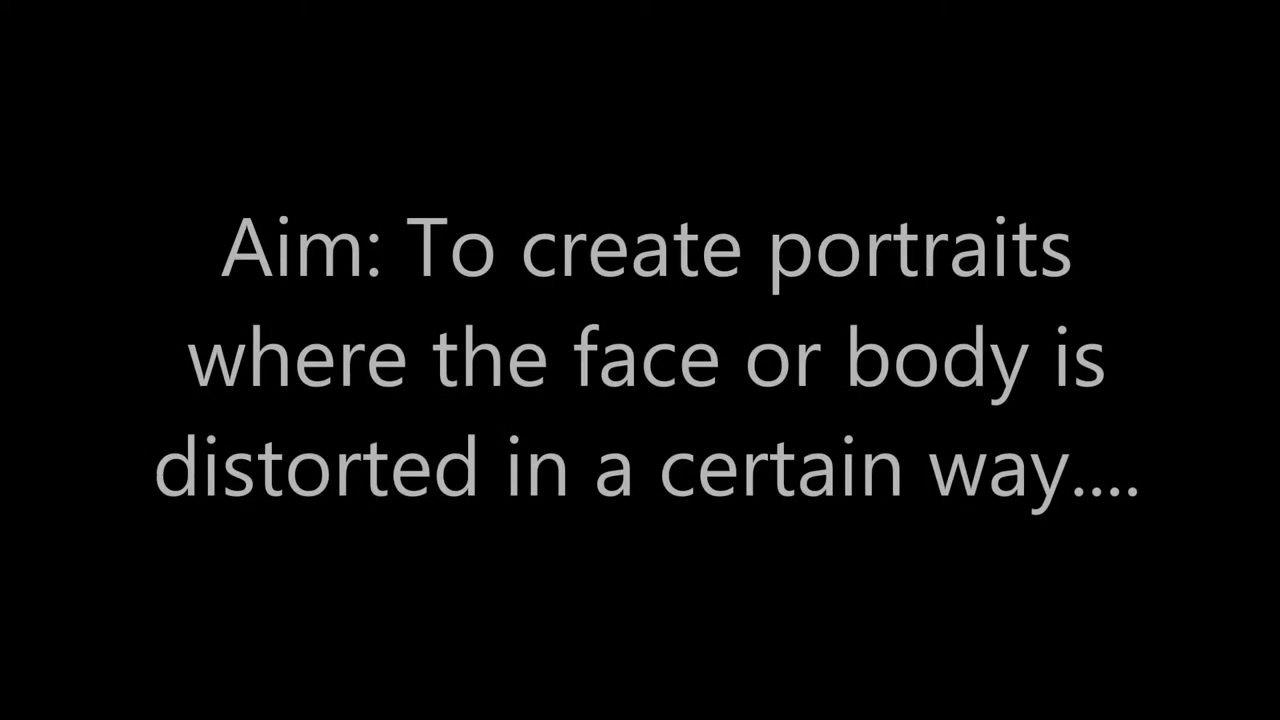 Aim: To create portraits
where the face or body is
distorted in a certain way....